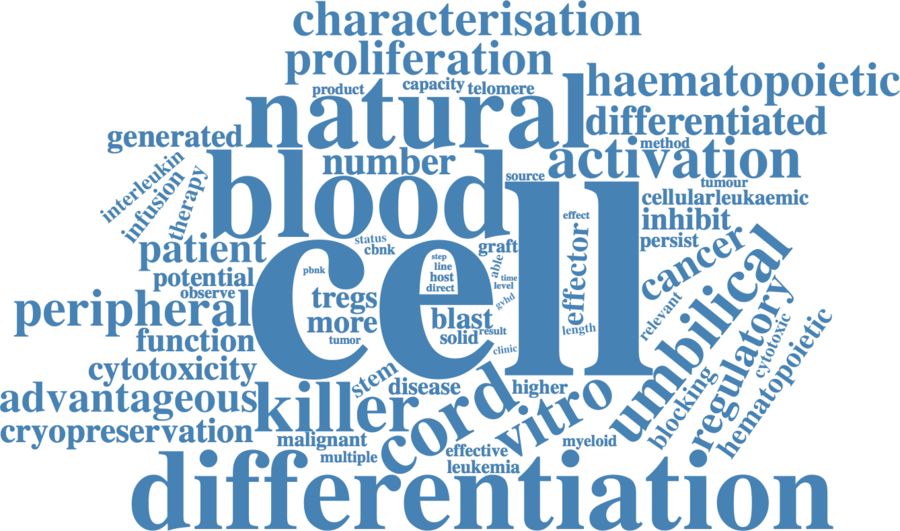 characterisation
proliferation
haematopoietic
product
capacity
telomere
natural
differentiated
generated
method
number
activation
blood
source
tumour
interleukin
infusion
therapy
cellular
leukaemic
inhibit
effect
patient
status
cbnk
graft
persist
cell
effector
cancer
umbilical
potential
pbnk
step
line
host
direct
able
time
level
observe
peripheral
tregs
more
gvhd
relevant
regulatory
blast
result
length
function
tumor
solid
clinic
cytotoxic
hematopoietic
cytotoxicity
stem
disease
higher
blocking
advantageous
killer
cord
vitro
cryopreservation
malignant
multiple
effective
leukemia
myeloid
differentiation